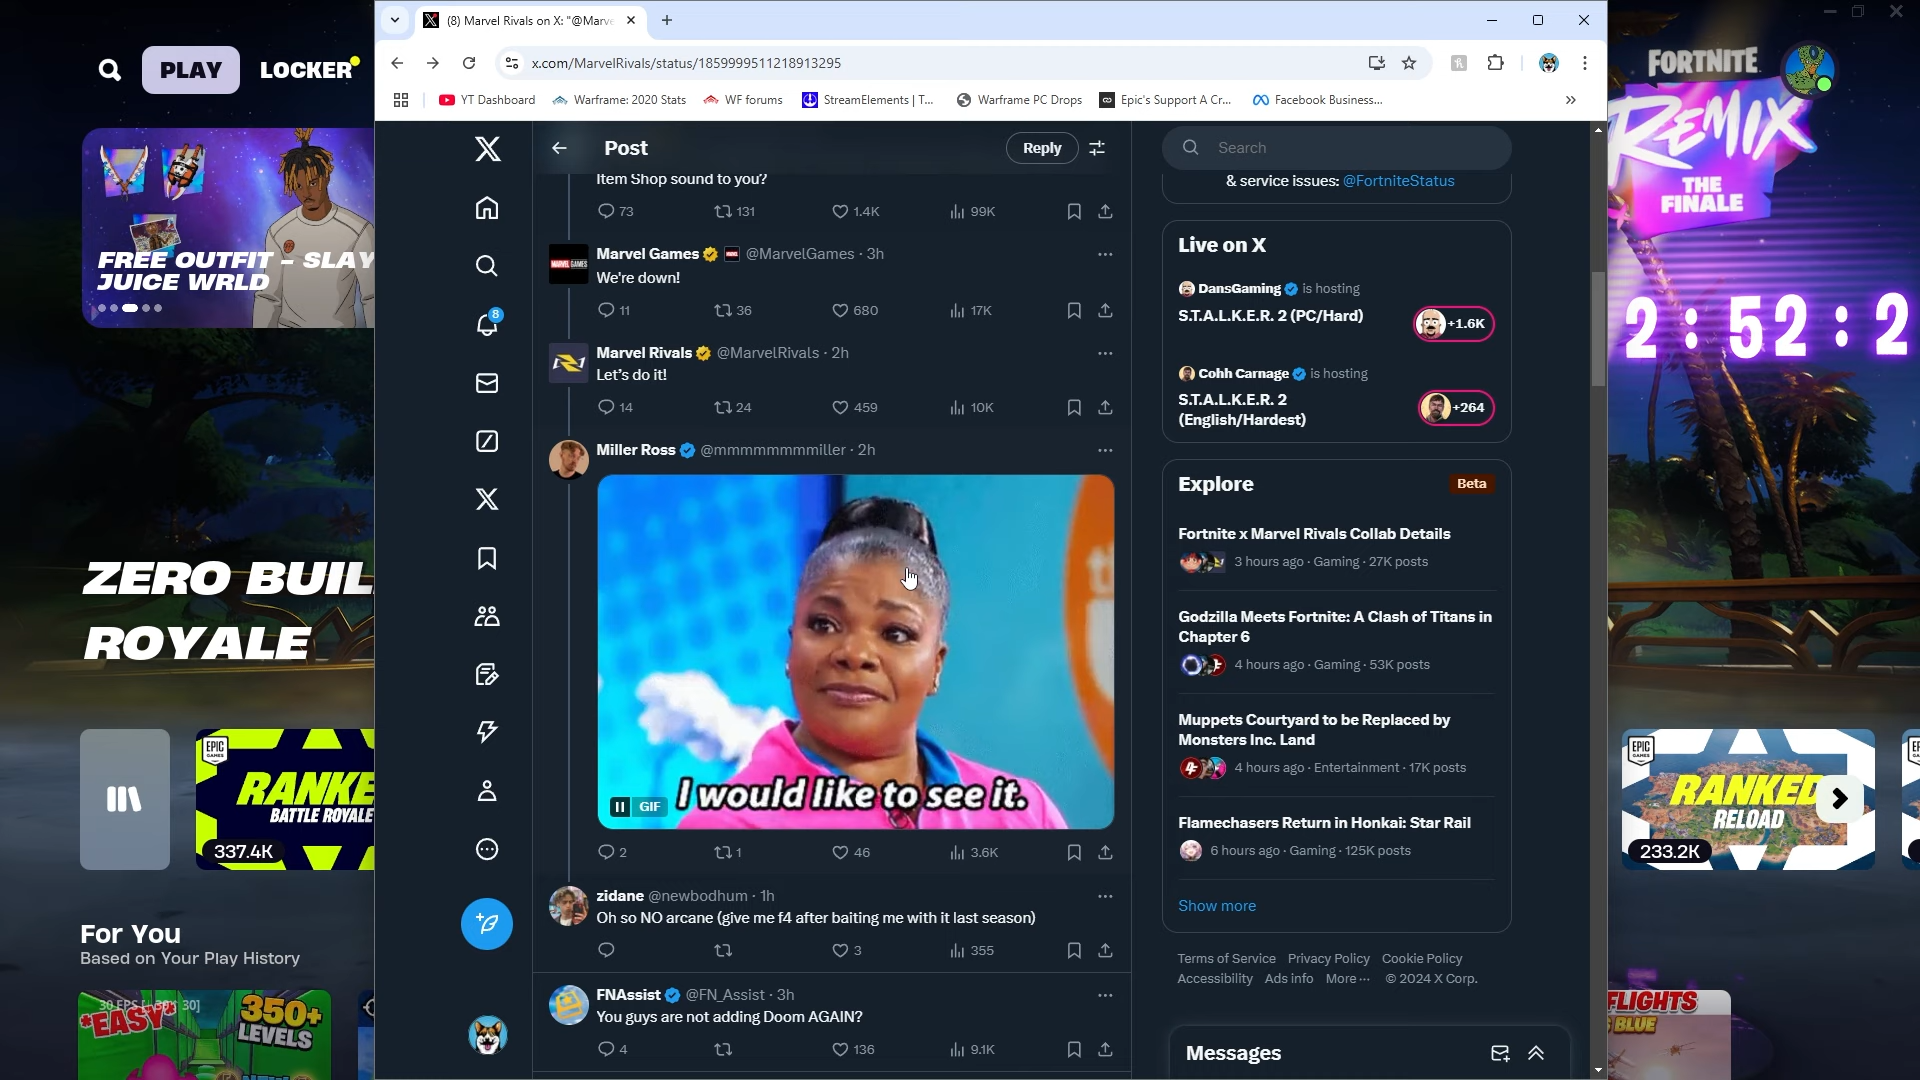 PLAY
LOCKER
FREE OUTFIT – SLAY
JUICE WRLD
ZERO BUIL
ROYALE
EPIC GAMES
RANKE
BATTLE ROYALE
337.4K
For You
Based on Your Play History
30 EPS
*EASY*
350+
LEVELS
(8) Marvel Rivals on X: "@Marve
x.com/MarvelRivals/status/1859999511218913295
YT Dashboard
Warframe: 2020 Stats
WF forums
StreamElements | T...
Warframe PC Drops
Epic's Support A Cr...
Facebook Business...
8
Post
Reply
Item Shop sound to you?
73 131 1.4K 99K
Marvel Games @MarvelGames · 3h
We're down!
11 36 680 17K
Marvel Rivals @MarvelRivals · 2h
Let's do it!
14 24 459 10K
Miller Ross @mmmmmmmmiller · 2h
I would like to see it.
GIF
2 1 46 3.6K
zidane @newbodhum · 1h
Oh so NO arcane (give me f4 after baiting me with it last season)
3 355
FNAssist @FN_Assist · 3h
You guys are not adding Doom AGAIN?
4 136 9.1K
Search
& service issues: @FortniteStatus
Live on X
DansGaming is hosting
S.T.A.L.K.E.R. 2 (PC/Hard)
+1.6K
Cohh Carnage is hosting
S.T.A.L.K.E.R. 2
(English/Hardest)
+264
Explore
Beta
Fortnite x Marvel Rivals Collab Details
3 hours ago · Gaming · 27K posts
Godzilla Meets Fortnite: A Clash of Titans in
Chapter 6
4 hours ago · Gaming · 53K posts
Muppets Courtyard to be Replaced by
Monsters Inc. Land
4 hours ago · Entertainment · 17K posts
Flamechasers Return in Honkai: Star Rail
6 hours ago · Gaming · 125K posts
Show more
Terms of Service Privacy Policy Cookie Policy
Accessibility Ads info More ··· © 2024 X Corp.
Messages
FORTNITE
REMIX
THE
FINALE
2 : 52 : 2
EPIC GAMES
RANKED
RELOAD
233.2K
FLIGHTS
BLUE